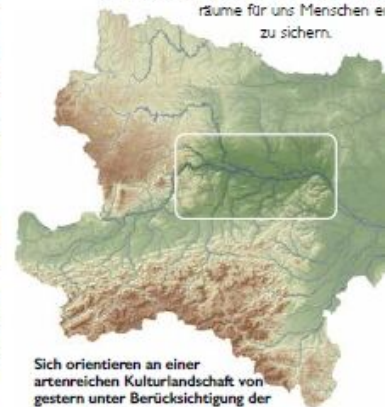 räume für uns Menschen e
zu sichern.
Sich orientieren an einer
artenreichen Kulturlandschaft von
gestern unter Berücksichtigung der